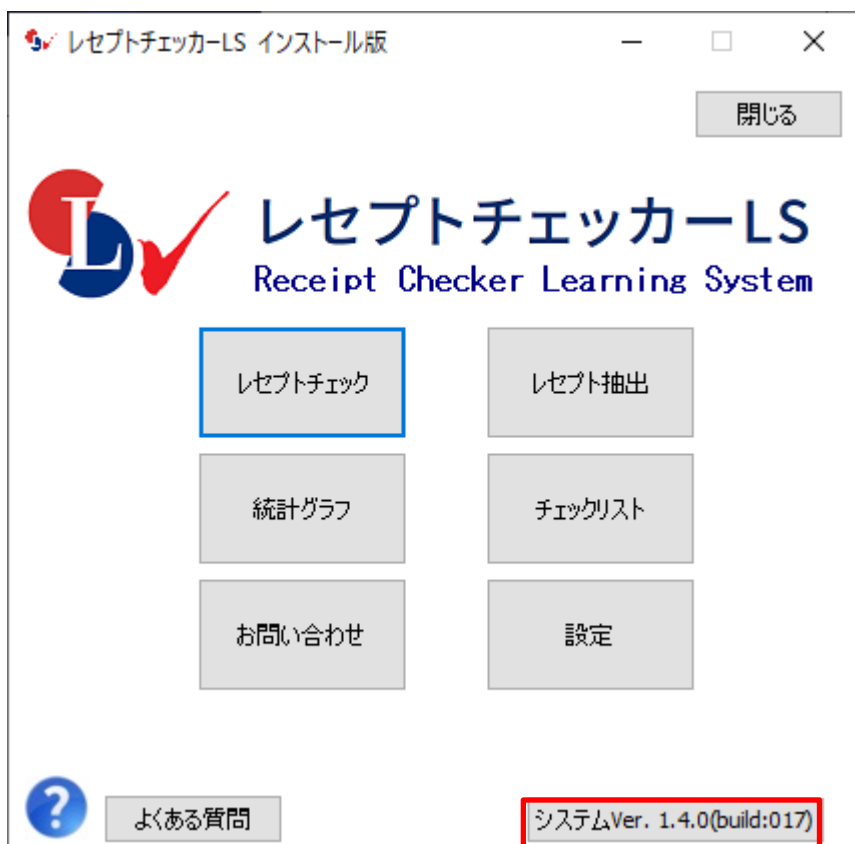 レセプトチェッカーLS インストール版
閉じる
L
レセプトチェッカーLS
Receipt Checker Learning System
レセプトチェック
レセプト抽出
統計グラフ
チェックリスト
お問い合わせ
設定
?
よくある質問
システムVer. 1.4.0(build:017)